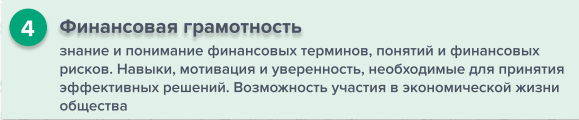 4
Финансовая грамотность
знание и понимание финансовых терминов, понятий и финансовых
рисков. Навыки, мотивация и уверенность, необходимые для принятия
эффективных решений. Возможность участия в экономической жизни
общества